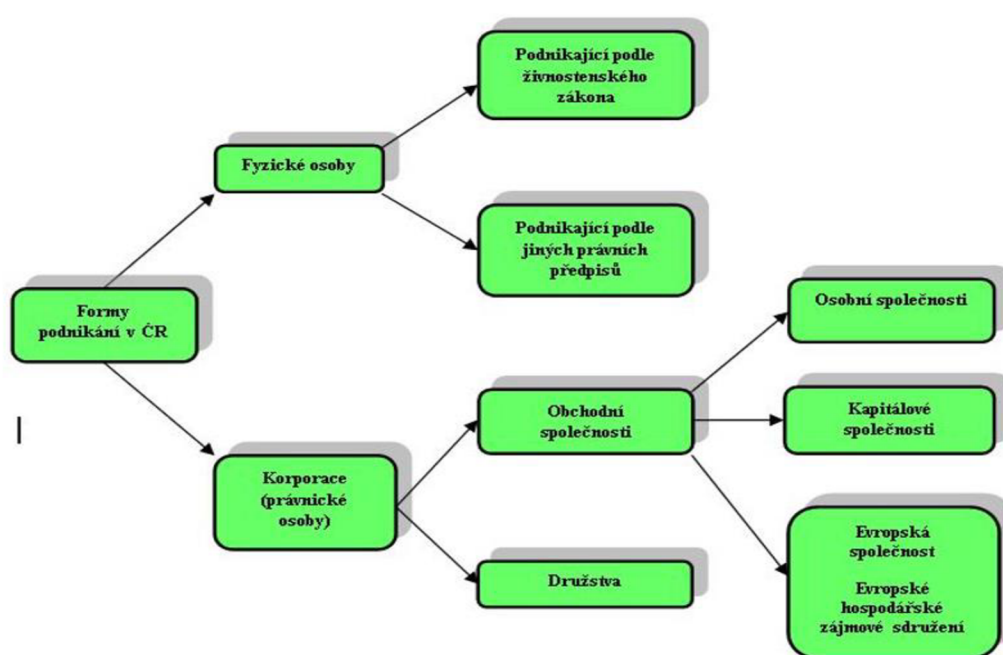 Podnikající podle
živnostenského
zákona
Fyzické osoby
Podnikající podle
jiných právních
předpisů
Formy
podnikání v ČR
Osobní společnosti
Obchodní
společnosti
Kapitálové
společnosti
Korporace
(právnické
osoby)
Družstva
Evropská
společnost
Evropské
hospodářské
zájmové sdružení